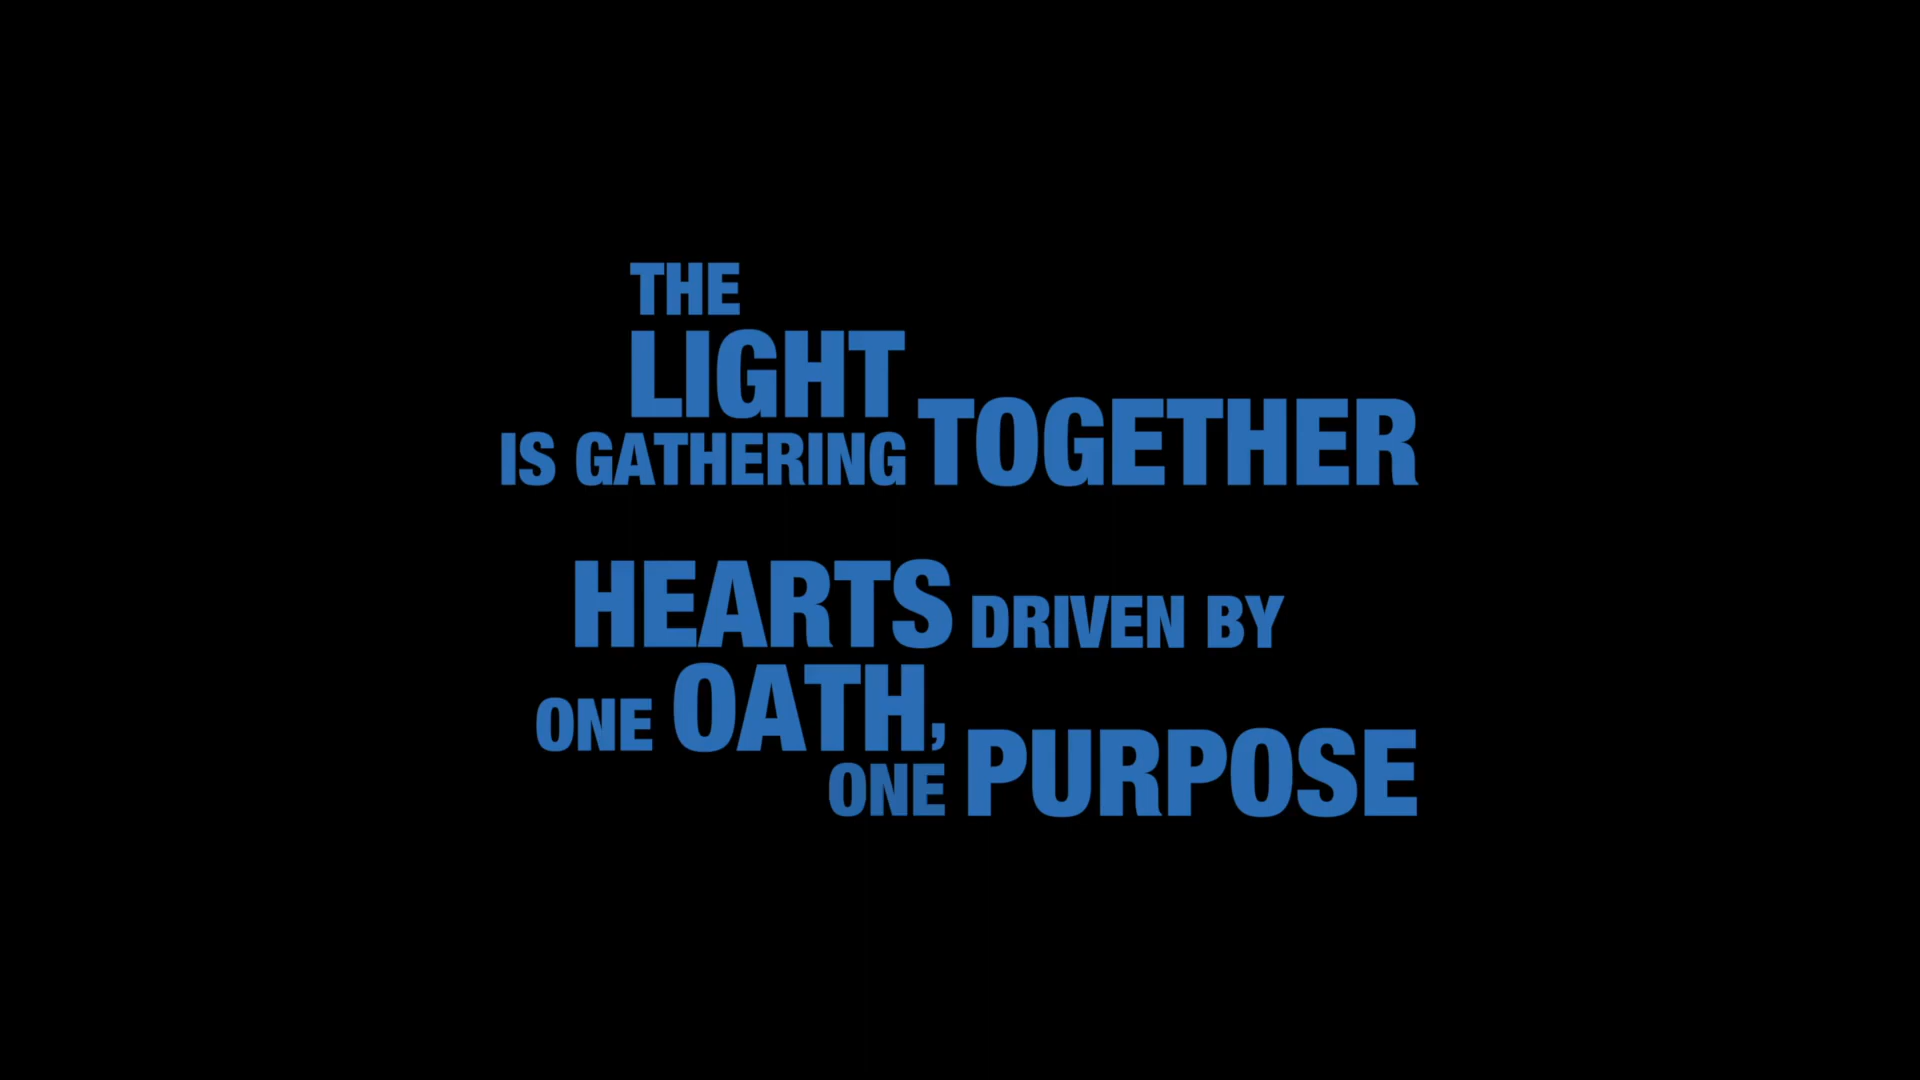 THE
LIGHT
IS GATHERING TOGETHER
HEARTS DRIVEN BY
ONE OATH,
ONE PURPOSE